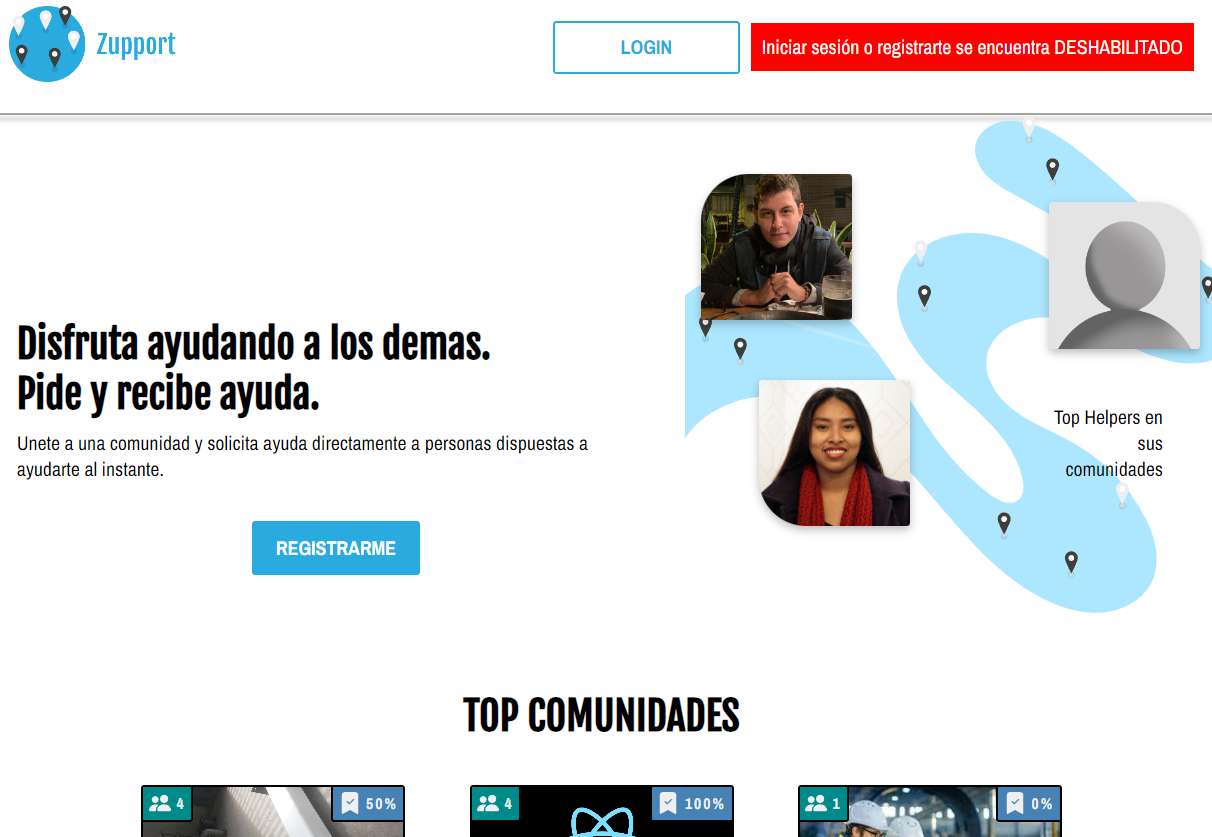 Zupport
LOGIN
Iniciar sesión o registrarte se encuentra DESHABILITADO
Disfruta ayudando a los demas.
Pide y recibe ayuda.
Unete a una comunidad y solicita ayuda directamente a personas dispuestas a
ayudarte al instante.
REGISTRARME
Top Helpers en
sus
comunidades
TOP COMUNIDADES
4
50%
4
100%
1
0%